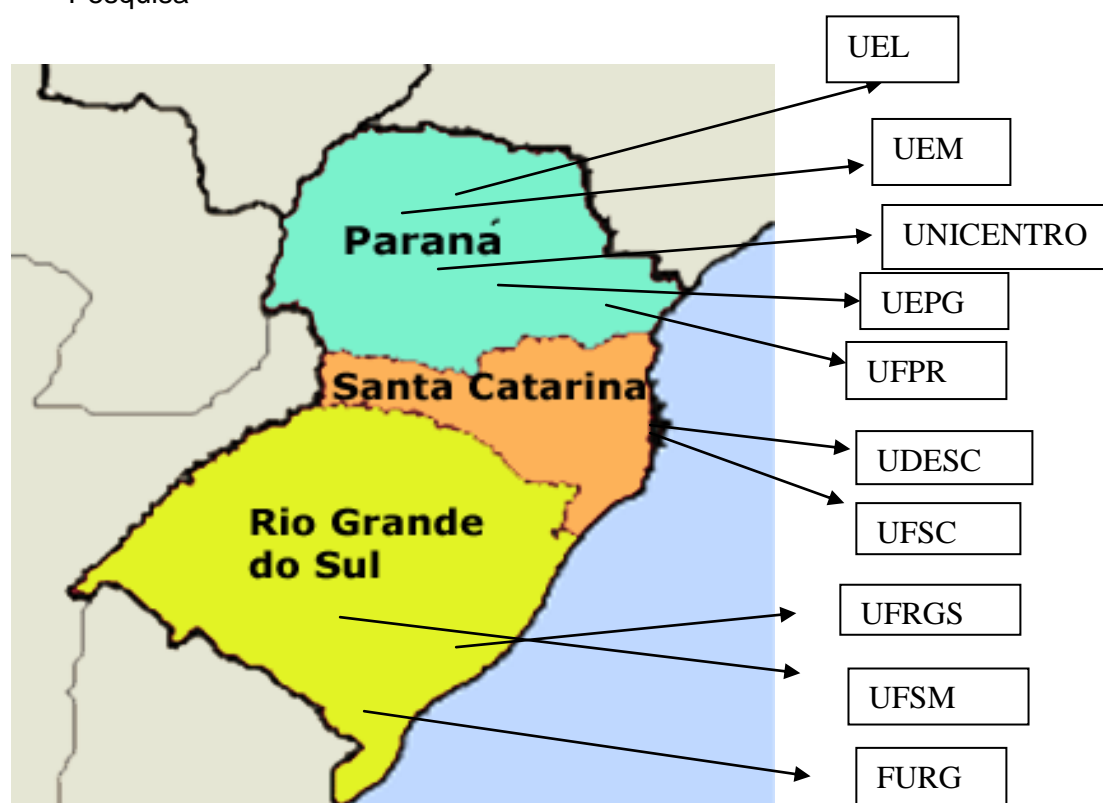 Pesquisa
UEL
UEM
UNICENTRO
Paraná
UEPG
UFPR
Santa Catarina
UDESC
UFSC
Rio Grande
do Sul
UFRGS
UFSM
FURG